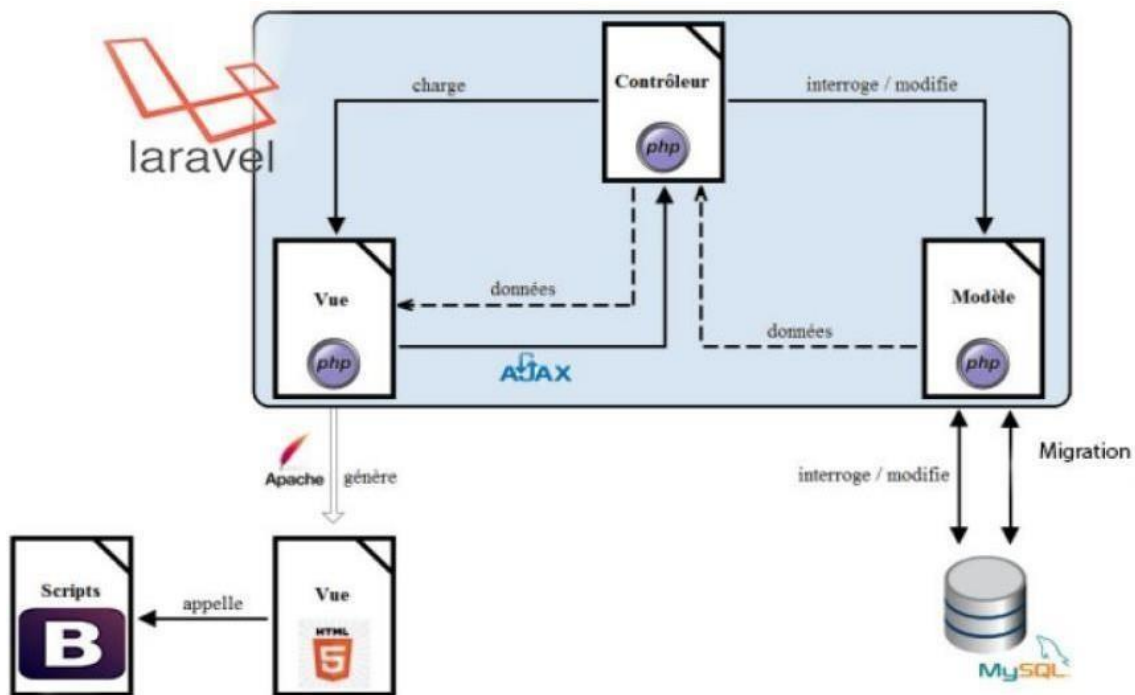 laravel
Contrôleur
php
charge
interroge / modifie
Vue
php
données
AJAX
données
Modèle
php
Apache
génère
interroge / modifie
Migration
Scripts
B
appelle
Vue
HTML
5
MySQL